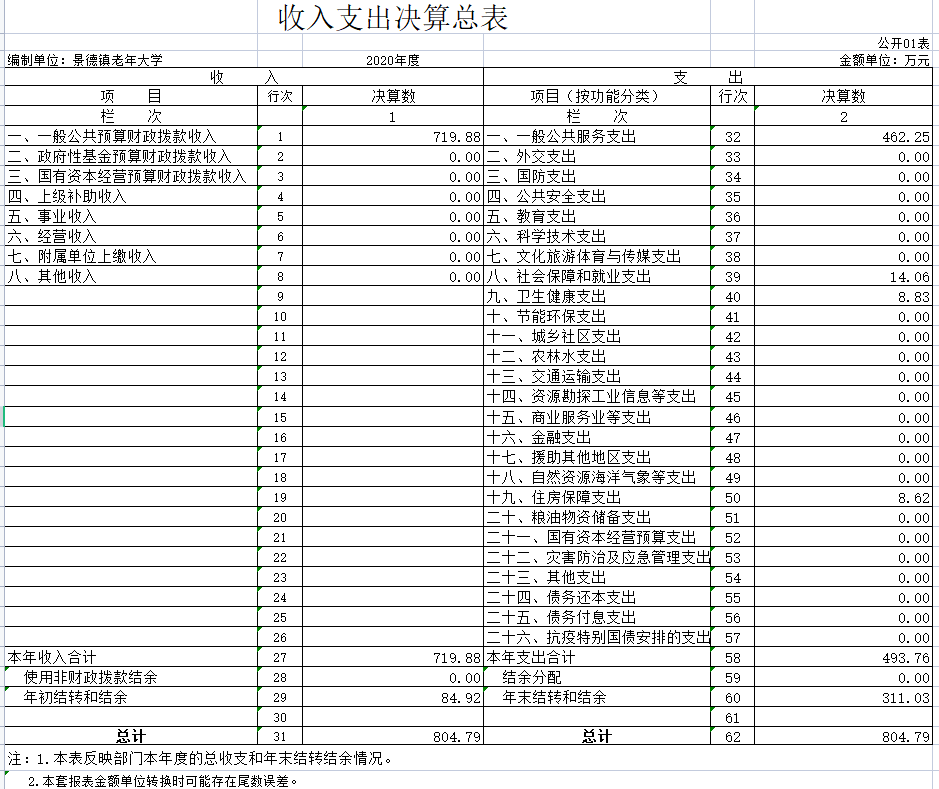 收入支出决算总表
公开01表
编制单位：景德镇老年大学 2020年度 金额单位：万元
收 入 支 出
项 目 行次 决算数 项目（按功能分类） 行次 决算数
栏 次 1 栏 次 2
一、一般公共预算财政拨款收入 1 719.88 一、一般公共服务支出 32 462.25
二、政府性基金预算财政拨款收入 2 0.00 二、外交支出 33 0.00
三、国有资本经营预算财政拨款收入 3 0.00 三、国防支出 34 0.00
四、上级补助收入 4 0.00 四、公共安全支出 35 0.00
五、事业收入 5 0.00 五、教育支出 36 0.00
六、经营收入 6 0.00 六、科学技术支出 37 0.00
七、附属单位上缴收入 7 0.00 七、文化旅游体育与传媒支出 38 0.00
八、其他收入 8 0.00 八、社会保障和就业支出 39 14.06
9 九、卫生健康支出 40 8.83
10 十、节能环保支出 41 0.00
11 十一、城乡社区支出 42 0.00
12 十二、农林水支出 43 0.00
13 十三、交通运输支出 44 0.00
14 十四、资源勘探工业信息等支出 45 0.00
15 十五、商业服务业等支出 46 0.00
16 十六、金融支出 47 0.00
17 十七、援助其他地区支出 48 0.00
18 十八、自然资源海洋气象等支出 49 0.00
19 十九、住房保障支出 50 8.62
20 二十、粮油物资储备支出 51 0.00
21 二十一、国有资本经营预算支出 52 0.00
22 二十二、灾害防治及应急管理支出 53 0.00
23 二十三、其他支出 54 0.00
24 二十四、债务还本支出 55 0.00
25 二十五、债务付息支出 56 0.00
26 二十六、抗疫特别国债安排的支出 57 0.00
本年收入合计 27 719.88 本年支出合计 58 493.76
使用非财政拨款结余 28 0.00 结余分配 59 0.00
年初结转和结余 29 84.92 年末结转和结余 60 311.03
30 61
总计 31 804.79 总计 62 804.79
注：1.本表反映部门本年度的总收支和年末结转结余情况。
2.本套报表金额单位转换时可能存在尾数误差。